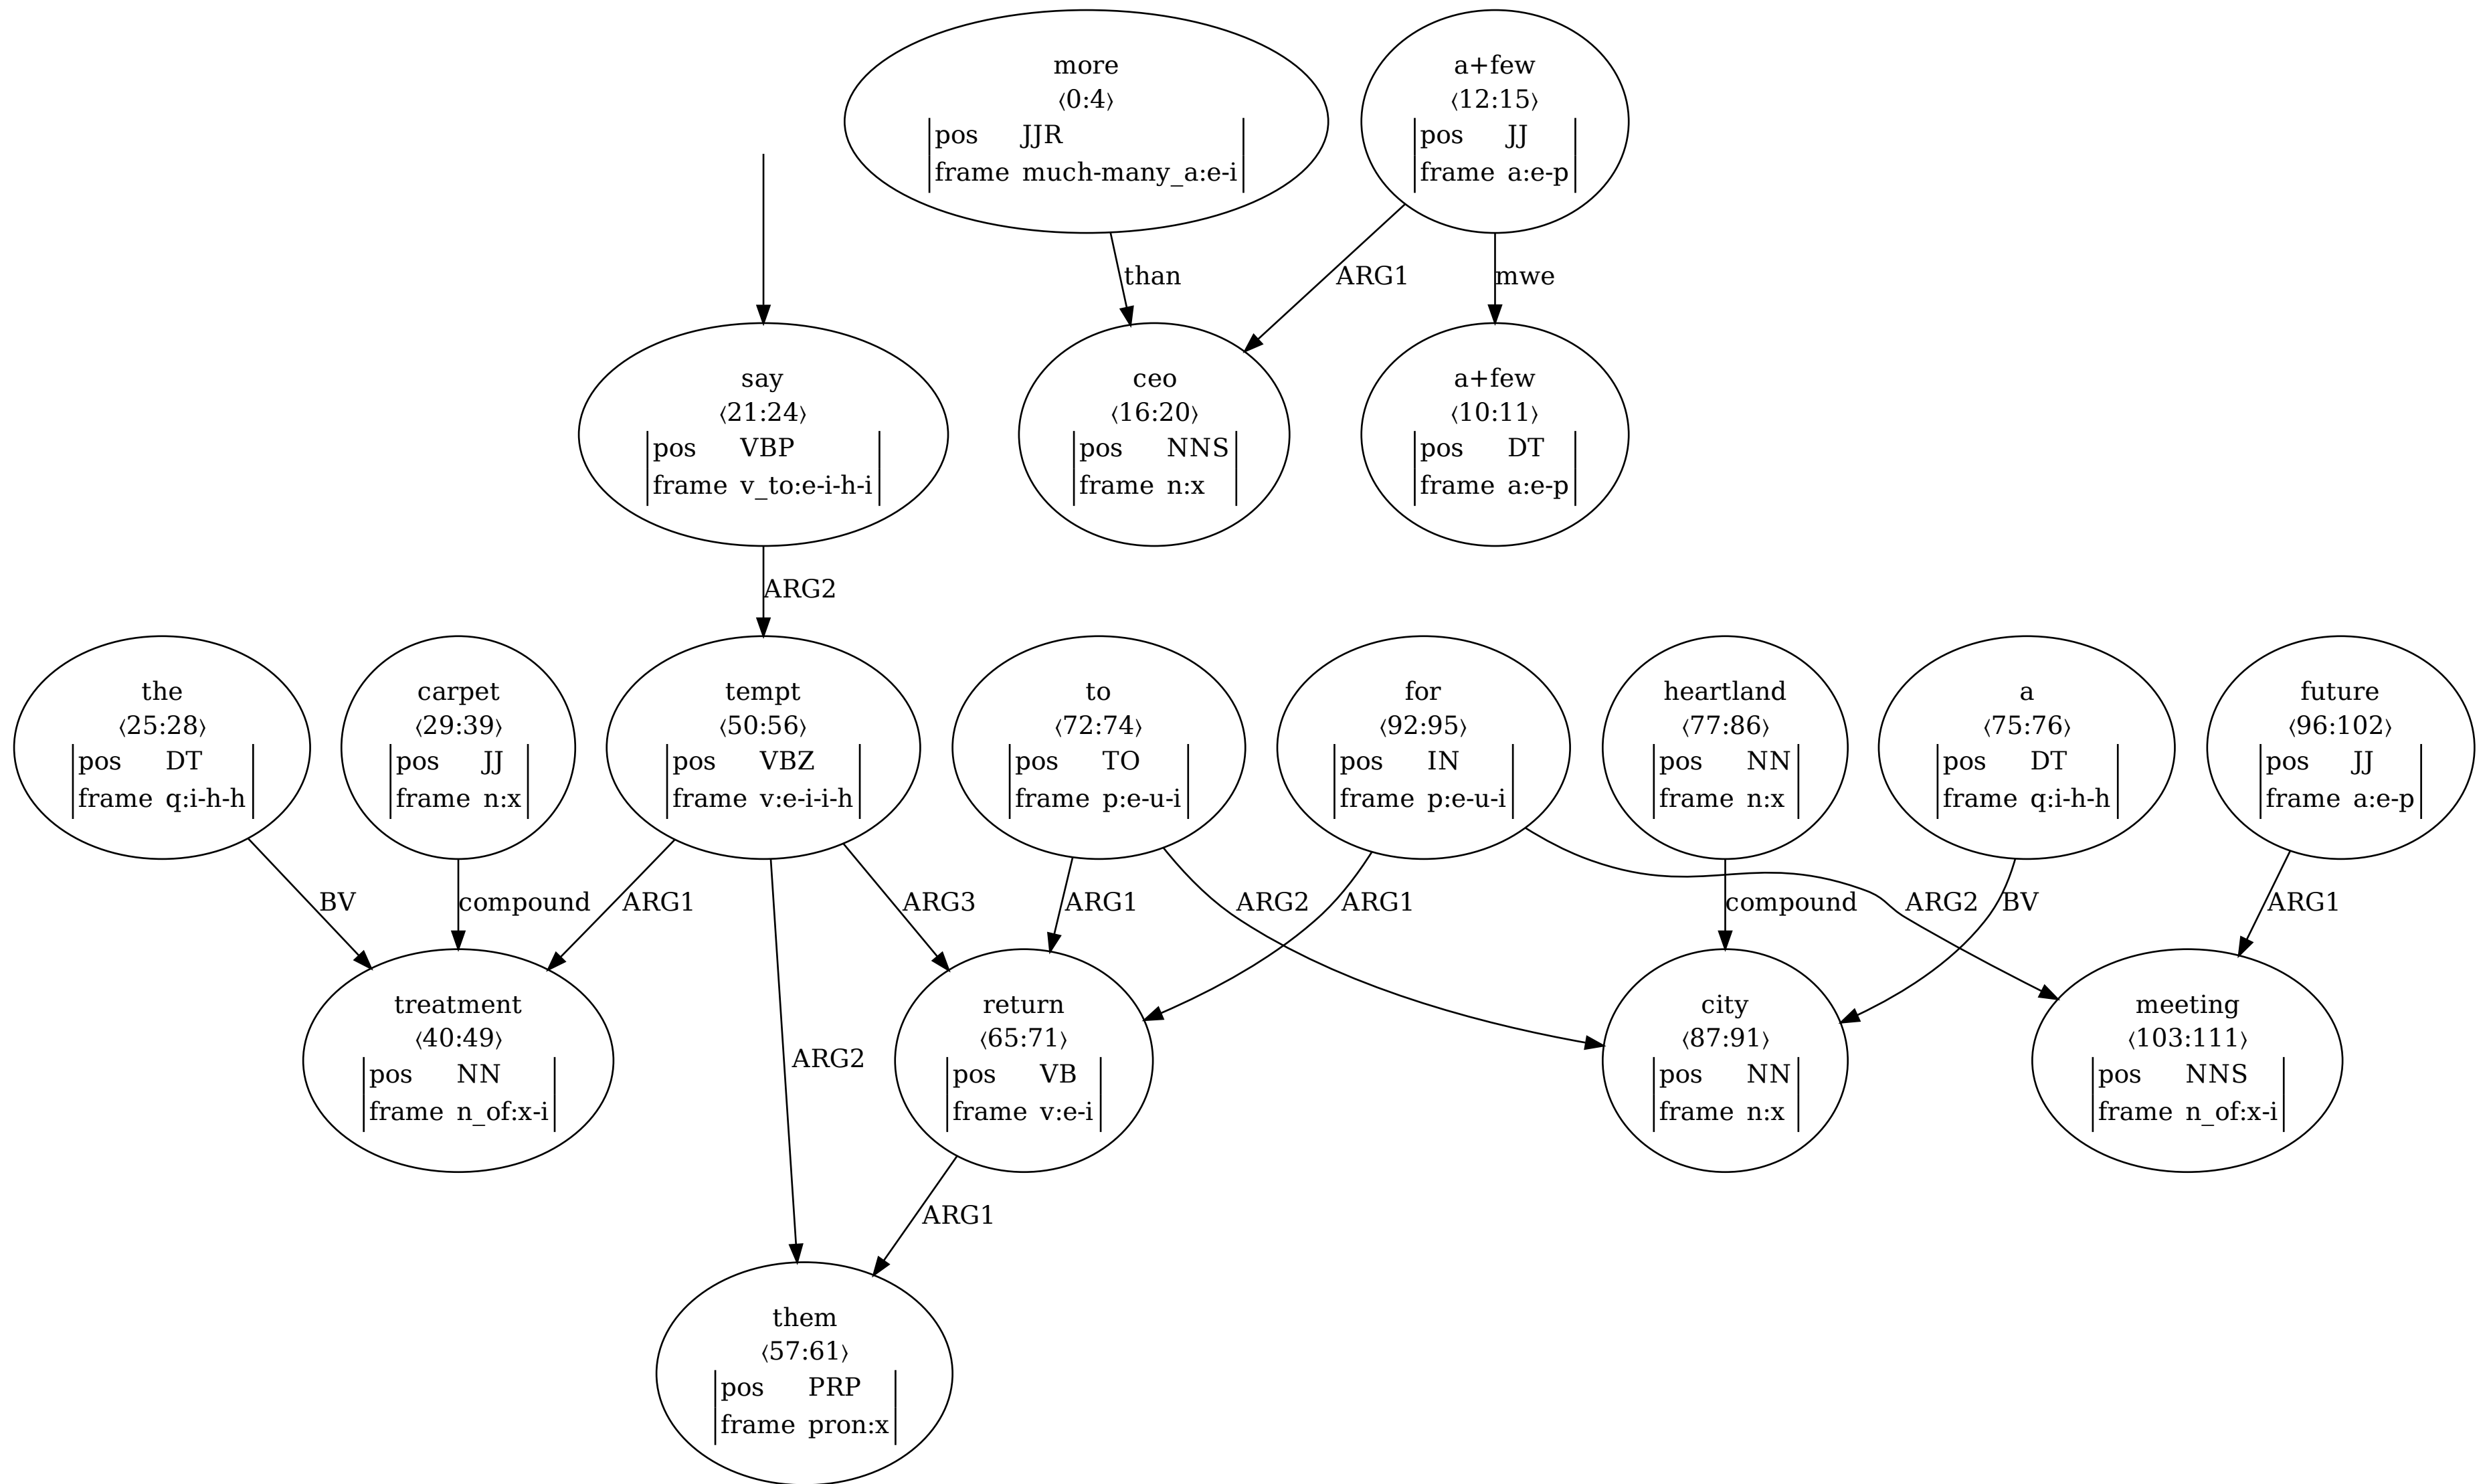 more
⟨0:4⟩
pos JJR
frame much-many_a:e-i
a+few
⟨12:15⟩
pos JJ
frame a:e-p
than
ARG1
mwe
say
⟨21:24⟩
pos VBP
frame v_to:e-i-h-i
ceo
⟨16:20⟩
pos NNS
frame n:x
a+few
⟨10:11⟩
pos DT
frame a:e-p
ARG2
the
⟨25:28⟩
pos DT
frame q:i-h-h
carpet
⟨29:39⟩
pos JJ
frame n:x
tempt
⟨50:56⟩
pos VBZ
frame v:e-i-i-h
to
⟨72:74⟩
pos TO
frame p:e-u-i
for
⟨92:95⟩
pos IN
frame p:e-u-i
heartland
⟨77:86⟩
pos NN
frame n:x
a
⟨75:76⟩
pos DT
frame q:i-h-h
future
⟨96:102⟩
pos JJ
frame a:e-p
BV
compound
ARG1
ARG3
ARG1
ARG2
ARG1
compound
ARG2
BV
ARG1
treatment
⟨40:49⟩
pos NN
frame n_of:x-i
ARG2
return
⟨65:71⟩
pos VB
frame v:e-i
city
⟨87:91⟩
pos NN
frame n:x
meeting
⟨103:111⟩
pos NNS
frame n_of:x-i
ARG1
them
⟨57:61⟩
pos PRP
frame pron:x